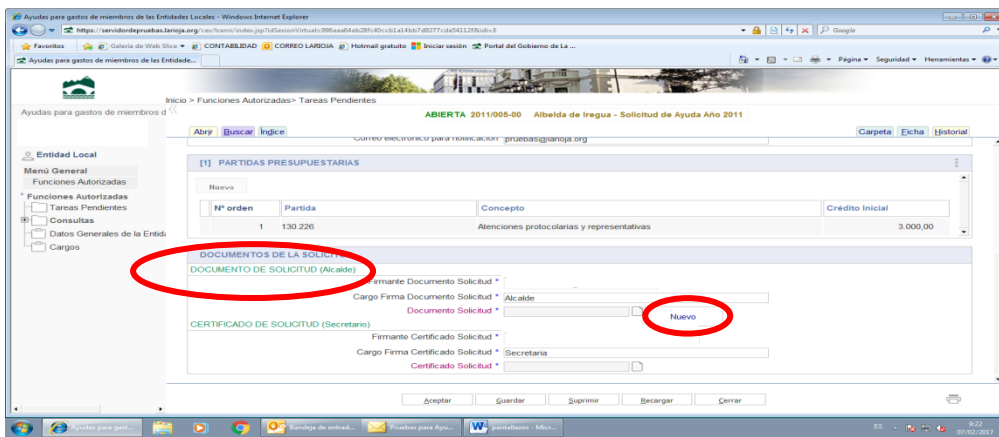 Ayudas para gastos de miembros de las Entidades Locales - Windows Internet Explorer
https://servidordepruebas.larioja.org/ces/trami/index.jsp?idSesionVirtual=
Google
Favoritos
Galería de Web Slice
CONTABILIDAD
CORREO LARIOJA
Hotmail gratuito
Iniciar sesión
Portal del Gobierno de La ...
Ayudas para gastos de miembros de las Entidade...
Página
Seguridad
Herramientas
Inicio > Funciones Autorizadas> Tareas Pendientes
Ayudas para gastos de miembros d
ABIERTA 2011/005-00 Albelda de Iregua - Solicitud de Ayuda Año 2011
Abrir Buscar Índice
Carpeta Ficha Historial
Correo electrónico para notificación pruebas@larioja.org
Entidad Local
Menú General
Funciones Autorizadas
Funciones Autorizadas
Tareas Pendientes
Consultas
Datos Generales de la Entida
Cargos
[1] PARTIDAS PRESUPUESTARIAS
Nuevo
Nº orden Partida Concepto Crédito Inicial
1 130.226 Atenciones protocolarias y representativas 3.000,00
DOCUMENTOS DE LA SOLICITUD
DOCUMENTO DE SOLICITUD (Alcalde)
Firmante Documento Solicitud *
Cargo Firma Documento Solicitud * Alcalde
Documento Solicitud *
Nuevo
CERTIFICADO DE SOLICITUD (Secretario)
Firmante Certificado Solicitud *
Cargo Firma Certificado Solicitud * Secretaria
Certificado Solicitud *
Aceptar Guardar Suprimir Recargar Cerrar
Ayudas para gast...
Bandeja de entrad...
Pruebas para Ayu...
pantallazos - Micr...
ES
9:22
07/02/2017